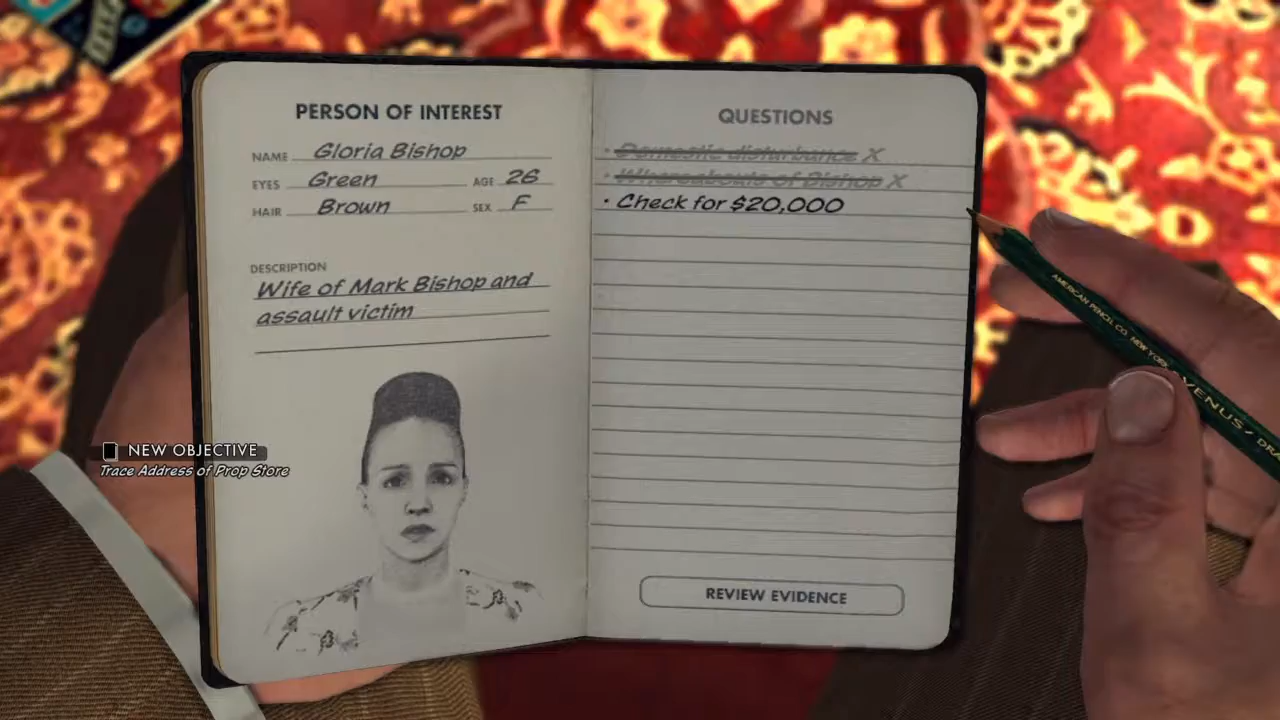 PERSON OF INTEREST
NAME Gloria Bishop
EYES Green AGE 26
HAIR Brown SEX F
DESCRIPTION
Wife of Mark Bishop and
assault victim
NEW OBJECTIVE
Trace Address of Prop Store
QUESTIONS
· Domestic disturbance X
· Whereabouts of Bishop X
· Check for $20,000
REVIEW EVIDENCE
AMERICAN PENCIL CO. NEW YORK VENUS/DRA